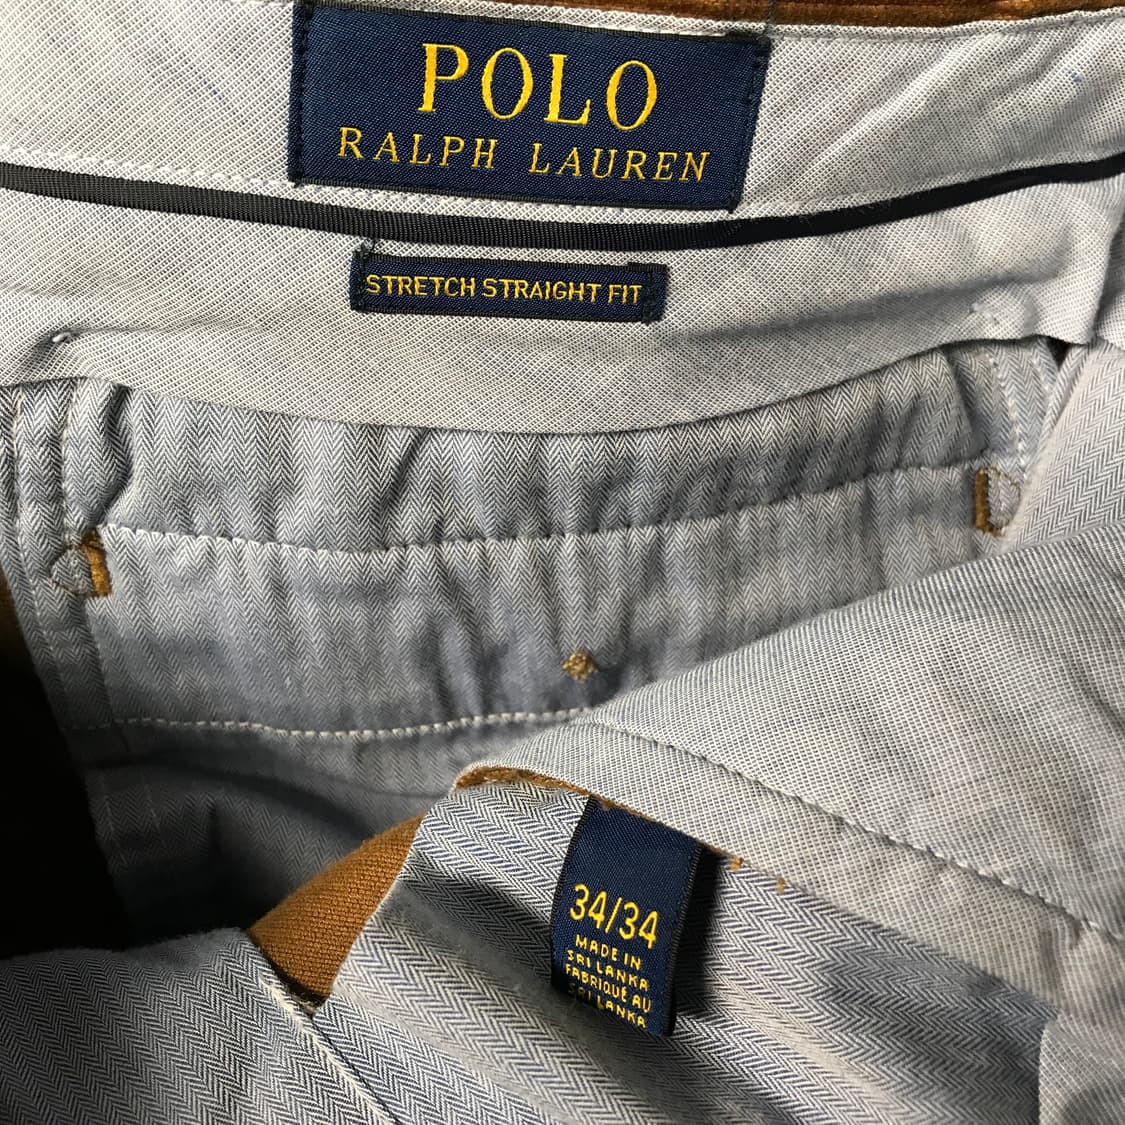 POLO
RALPH LAUREN
STRETCH STRAIGHT FIT
34/34
MADE IN
SRI LANKA
FABRIQUÉ AU
SRI LANKA